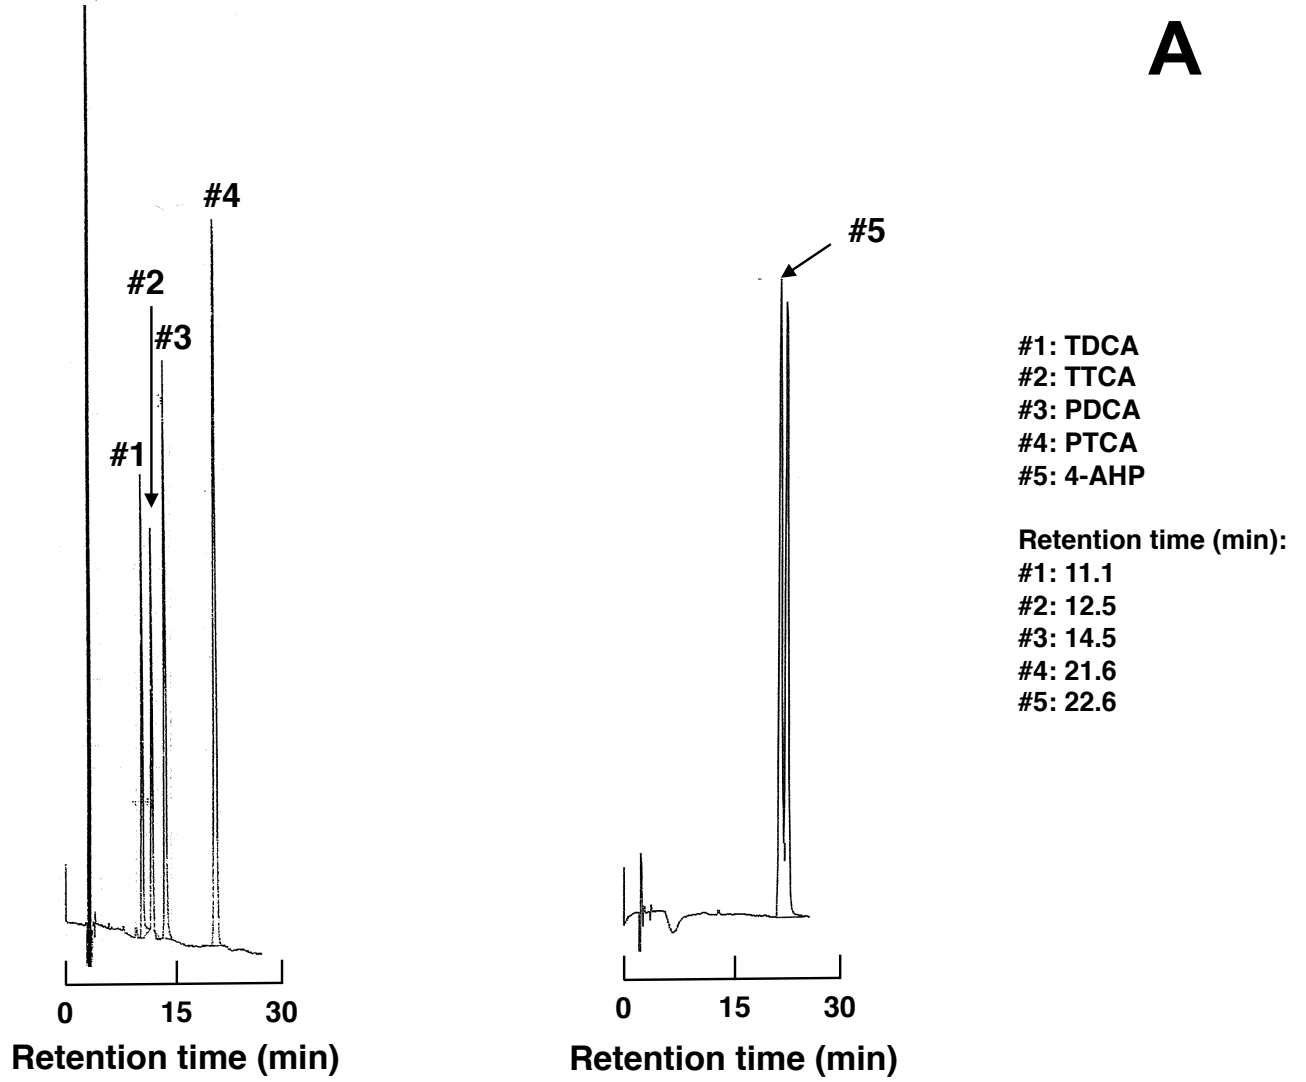 A
#4
#5
#2
#3
#1
#1: TDCA
#2: TTCA
#3: PDCA
#4: PTCA
#5: 4-AHP
Retention time (min):
#1: 11.1
#2: 12.5
#3: 14.5
#4: 21.6
#5: 22.6
0 15 30
Retention time (min)
0 15 30
Retention time (min)